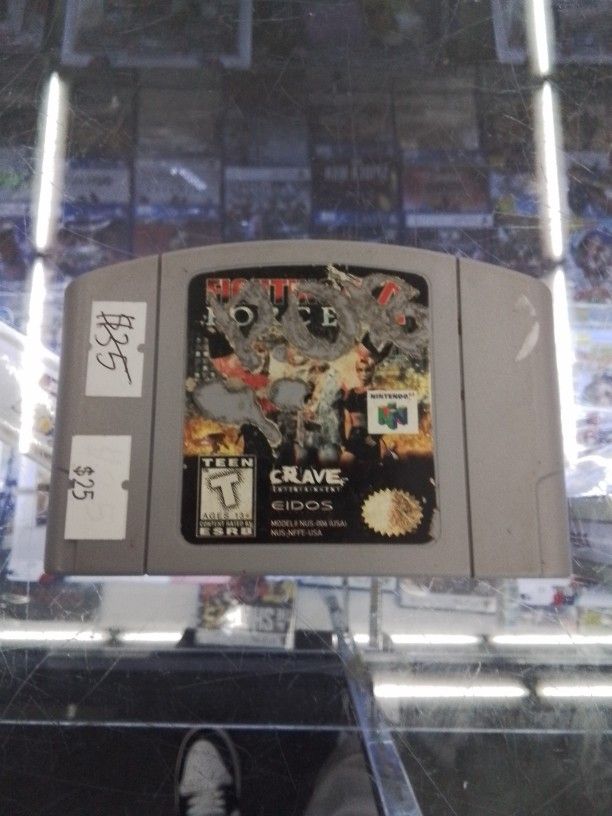 $35
$25
FORCE
NINTENDO 64
TEEN
T
AGES 13+
CONTENT RATED BY
ESRB
CRAVE
ENTERTAINMENT
EIDOS
MODEL# NUS-006 (USA)
NUS-NFFE-USA